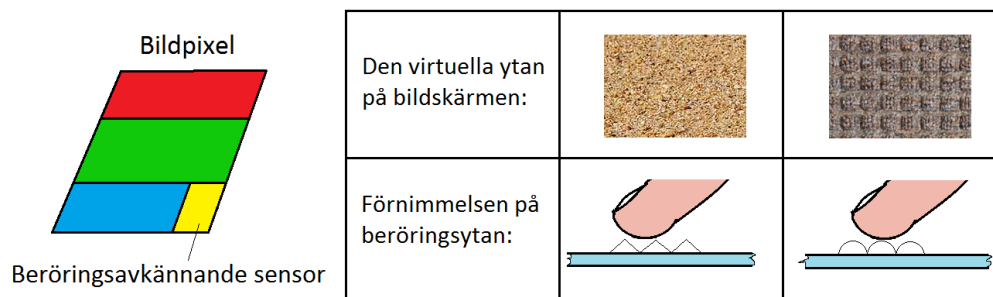 Bildpixel
Beröringsavkännande sensor
Den virtuella ytan
på bildskärmen:
Förnimmelsen på
beröringsytan: